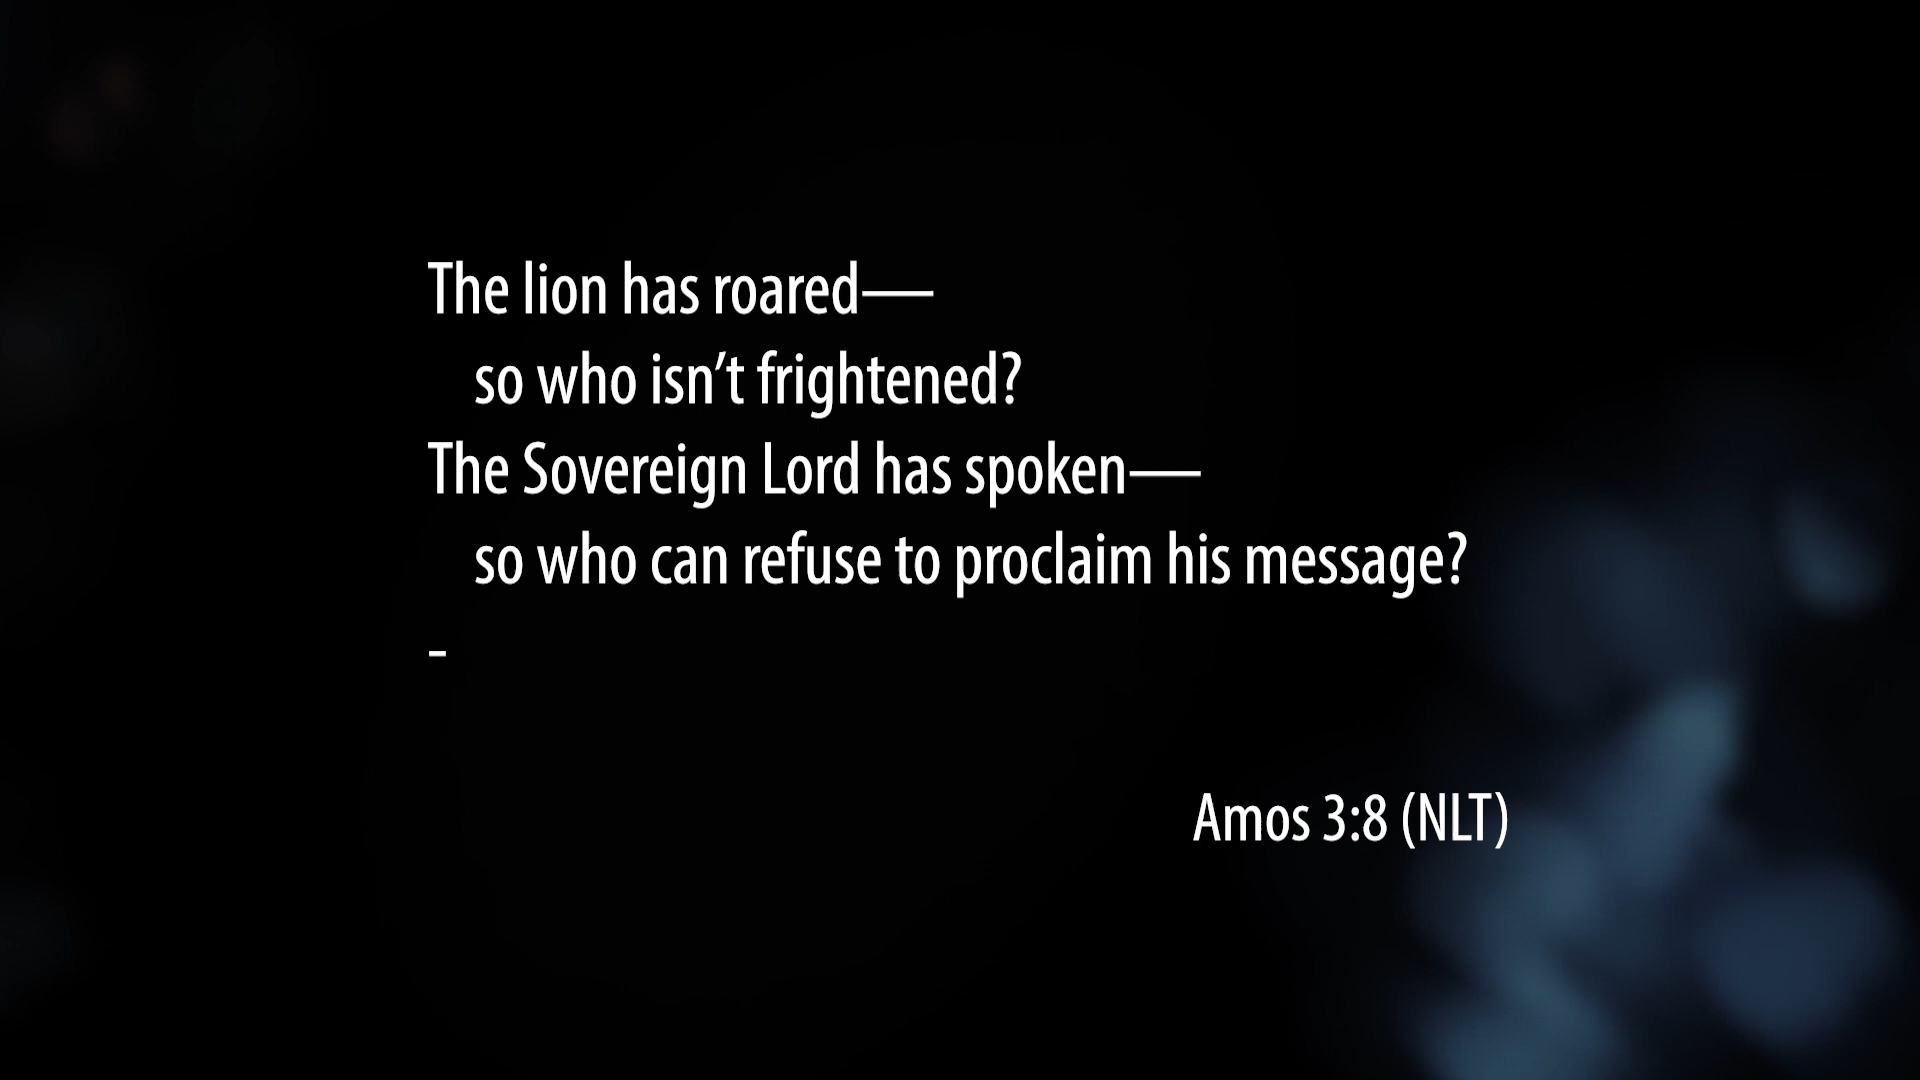 The lion has roared—
so who isn’t frightened?
The Sovereign Lord has spoken—
so who can refuse to proclaim his message?
-
Amos 3:8 (NLT)